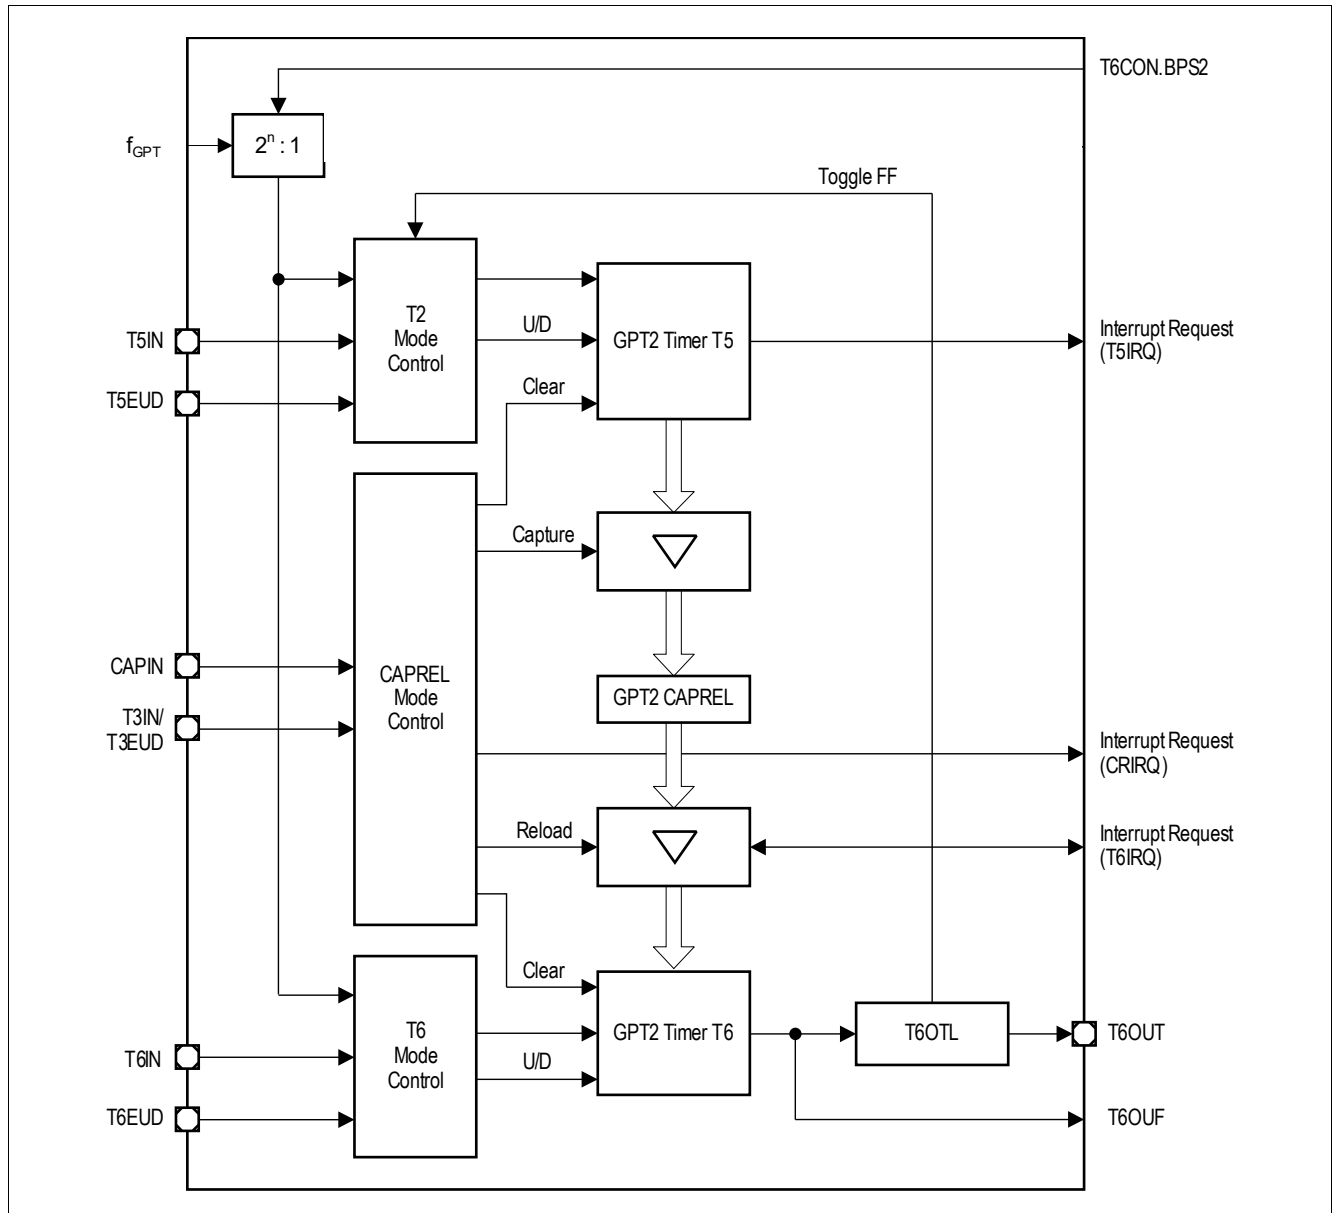 T6CON.BPS2
fGPT
2n : 1
Toggle FF
T2
Mode
Control
U/D
GPT2 Timer T5
T5IN
Interrupt Request
(T5IRQ)
T5EUD
Clear
Capture
CAPIN
CAPREL
Mode
Control
GPT2 CAPREL
T3IN/
T3EUD
Interrupt Request
(CRIRQ)
Reload
Interrupt Request
(T6IRQ)
Clear
T6
Mode
Control
GPT2 Timer T6
T6OTL
T6OUT
T6IN
U/D
T6EUD
T6OUF